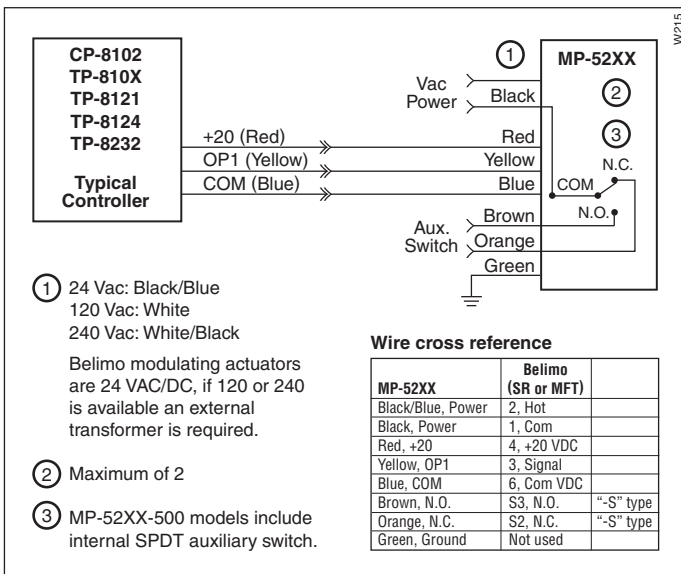 W215
CP-8102
TP-810X
TP-8121
TP-8124
TP-8232
Typical
Controller
+20 (Red)
OP1 (Yellow)
COM (Blue)
1
Vac
Power
Black
Red
Yellow
Blue
Aux.
Switch
Brown
Orange
Green
MP-52XX
2
3
N.C.
COM
N.O.
1 24 Vac: Black/Blue
120 Vac: White
240 Vac: White/Black
Belimo modulating actuators
are 24 VAC/DC, if 120 or 240
is available an external
transformer is required.
2 Maximum of 2
3 MP-52XX-500 models include
internal SPDT auxiliary switch.
Wire cross reference
MP-52XX Belimo (SR or MFT)
Black/Blue, Power 2, Hot
Black, Power 1, Com
Red, +20 4, +20 VDC
Yellow, OP1 3, Signal
Blue, COM 6, Com VDC
Brown, N.O. S3, N.O. “-S” type
Orange, N.C. S2, N.C. “-S” type
Green, Ground Not used